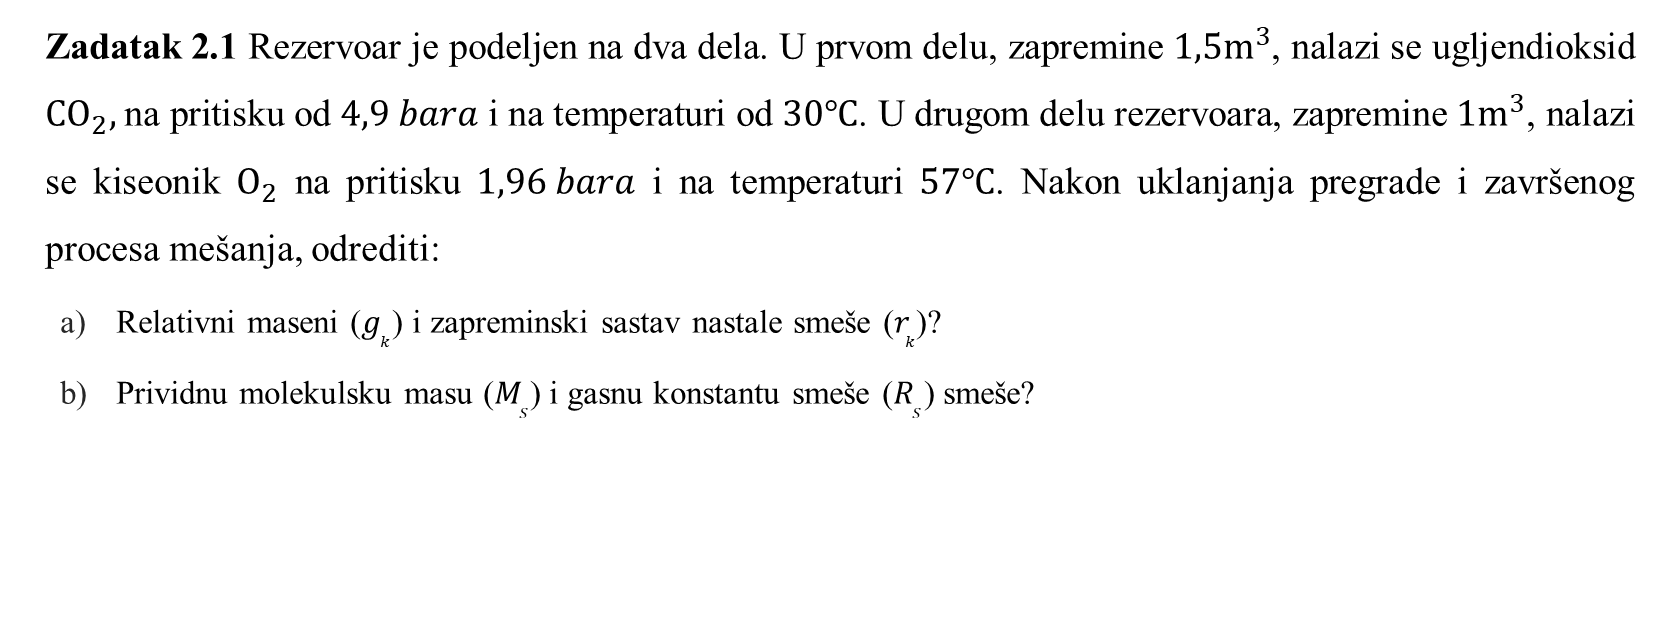 Zadatak 2.1 Rezervoar je podeljen na dva dela. U prvom delu, zapremine 1,5m³, nalazi se ugljendioksid
CO₂, na pritisku od 4,9 bara i na temperaturi od 30°C. U drugom delu rezervoara, zapremine 1m³, nalazi
se kiseonik O₂ na pritisku 1,96 bara i na temperaturi 57°C. Nakon uklanjanja pregrade i završenog
procesa mešanja, odrediti:
a) Relativni maseni (gₖ) i zapreminski sastav nastale smeše (rₖ)?
b) Prividnu molekulsku masu (Mₛ) i gasnu konstantu smeše (Rₛ) smeše?